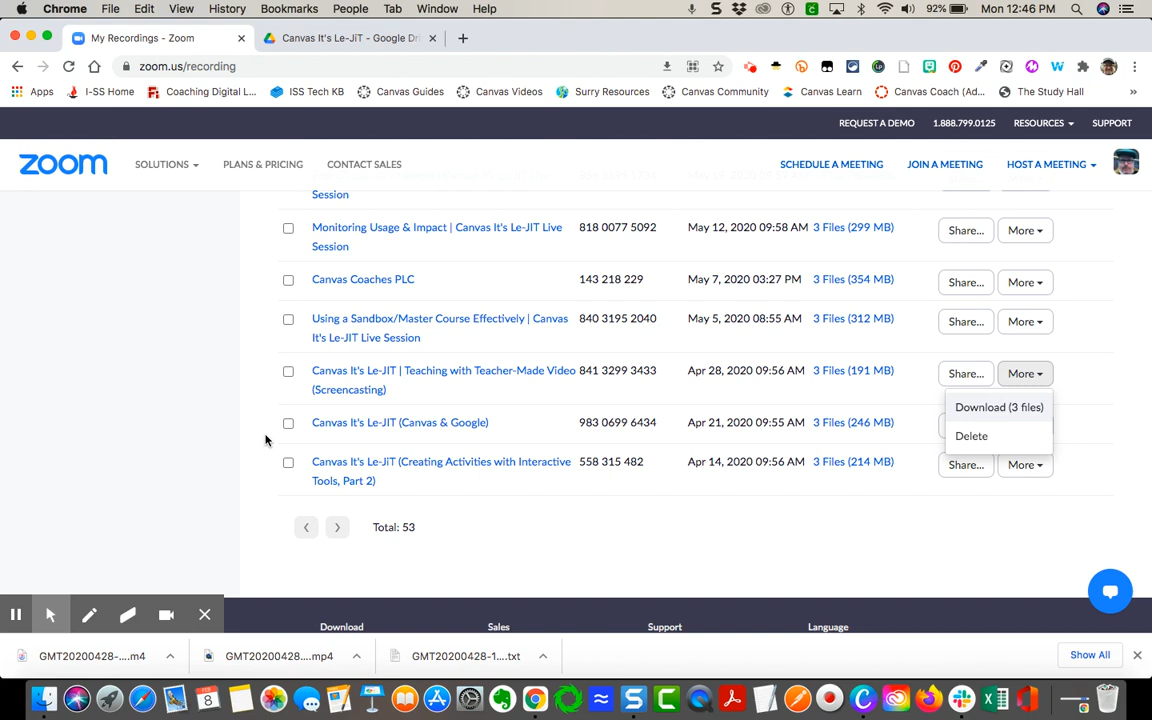 Chrome File Edit View History Bookmarks People Tab Window Help 92% Mon 12:46 PM
My Recordings - Zoom Canvas It's Le-JiT - Google Dri
zoom.us/recording
Apps I-SS Home Coaching Digital L... ISS Tech KB Canvas Guides Canvas Videos Surry Resources Canvas Community Canvas Learn Canvas Coach (Ad... The Study Hall »
REQUEST A DEMO 1.888.799.0125 RESOURCES SUPPORT
zoom SOLUTIONS PLANS & PRICING CONTACT SALES SCHEDULE A MEETING JOIN A MEETING HOST A MEETING
Session
Monitoring Usage & Impact | Canvas It's Le-JIT Live 818 0077 5092 May 12, 2020 09:58 AM 3 Files (299 MB) Share... More
Session
Canvas Coaches PLC 143 218 229 May 7, 2020 03:27 PM 3 Files (354 MB) Share... More
Using a Sandbox/Master Course Effectively | Canvas 840 3195 2040 May 5, 2020 08:55 AM 3 Files (312 MB) Share... More
It's Le-JIT Live Session
Canvas It's Le-JIT | Teaching with Teacher-Made Video 841 3299 3433 Apr 28, 2020 09:56 AM 3 Files (191 MB) Share... More
(Screencasting)
Download (3 files)
Canvas It's Le-JIT (Canvas & Google) 983 0699 6434 Apr 21, 2020 09:55 AM 3 Files (246 MB)
Delete
Canvas It's Le-JiT (Creating Activities with Interactive 558 315 482 Apr 14, 2020 09:56 AM 3 Files (214 MB) Share... More
Tools, Part 2)
Total: 53
Download Sales Support Language
GMT20200428-....m4 GMT20200428....mp4 GMT20200428-1....txt Show All
FEB
8